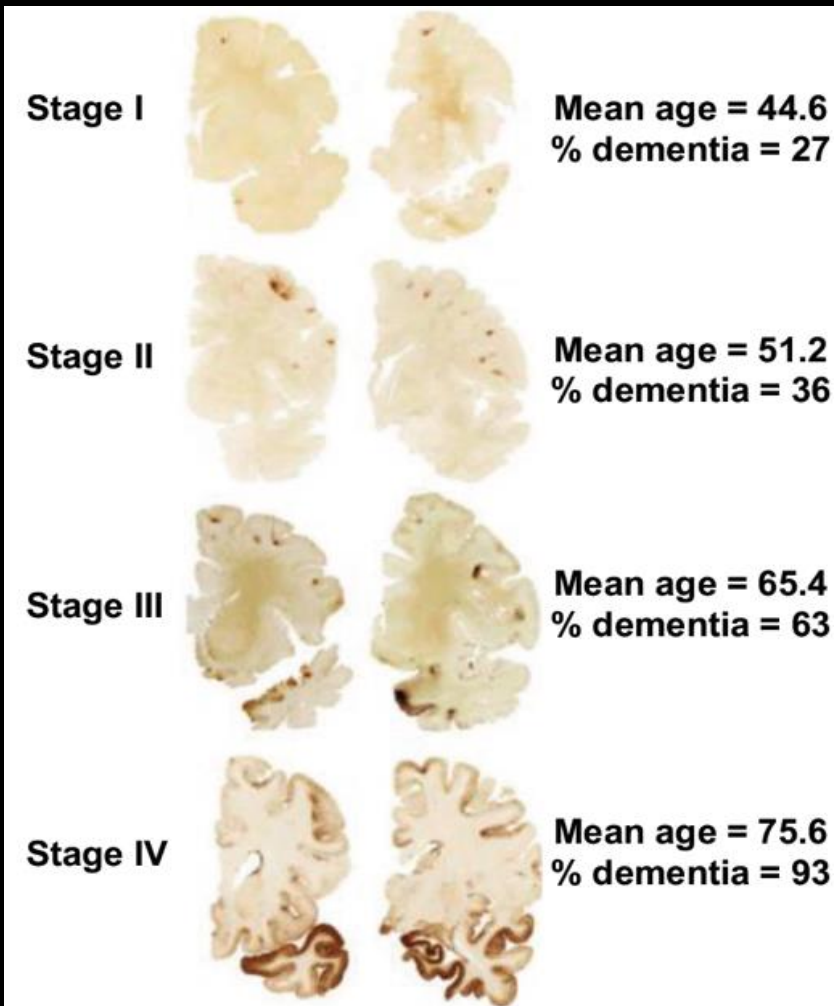 Stage I
Mean age = 44.6
% dementia = 27
Stage II
Mean age = 51.2
% dementia = 36
Stage III
Mean age = 65.4
% dementia = 63
Stage IV
Mean age = 75.6
% dementia = 93